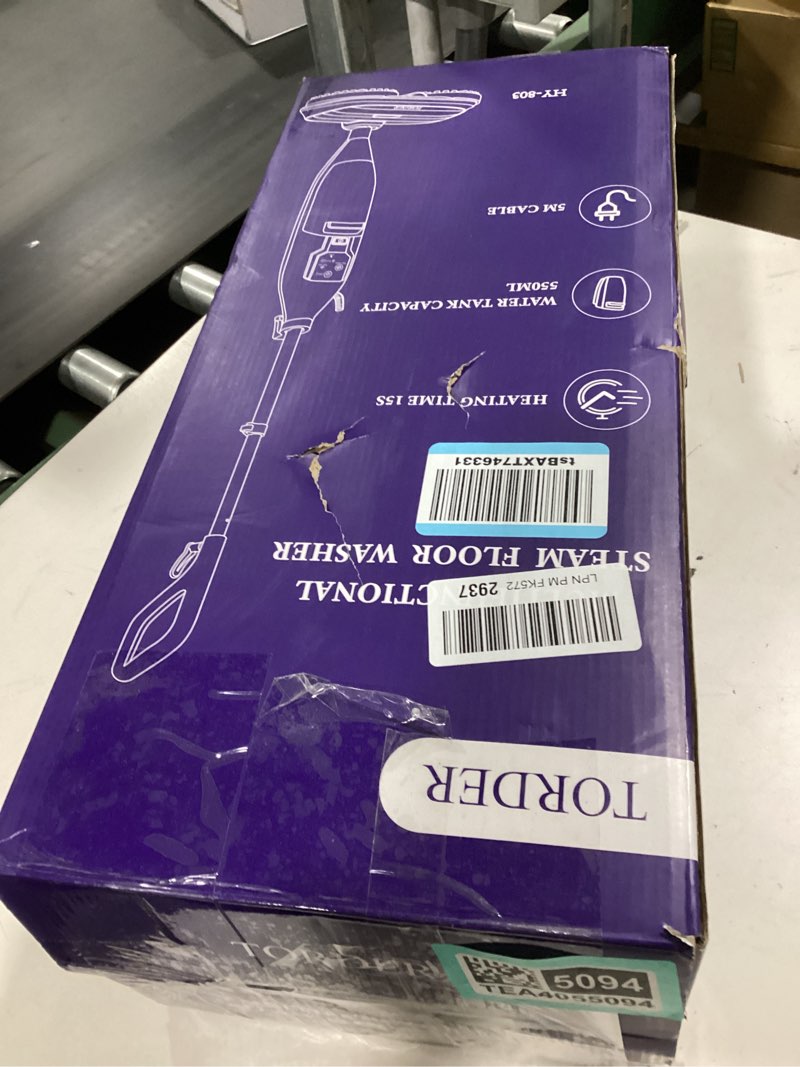 TORDER
CTIONAL
STEAM FLOOR WASHER
LPN PM FK572 2937
tsBAXT746331
HEATING TIME 15S
WATER TANK CAPACITY
550ML
5M CABLE
HY-803
TORDER
5094
TEA4055094